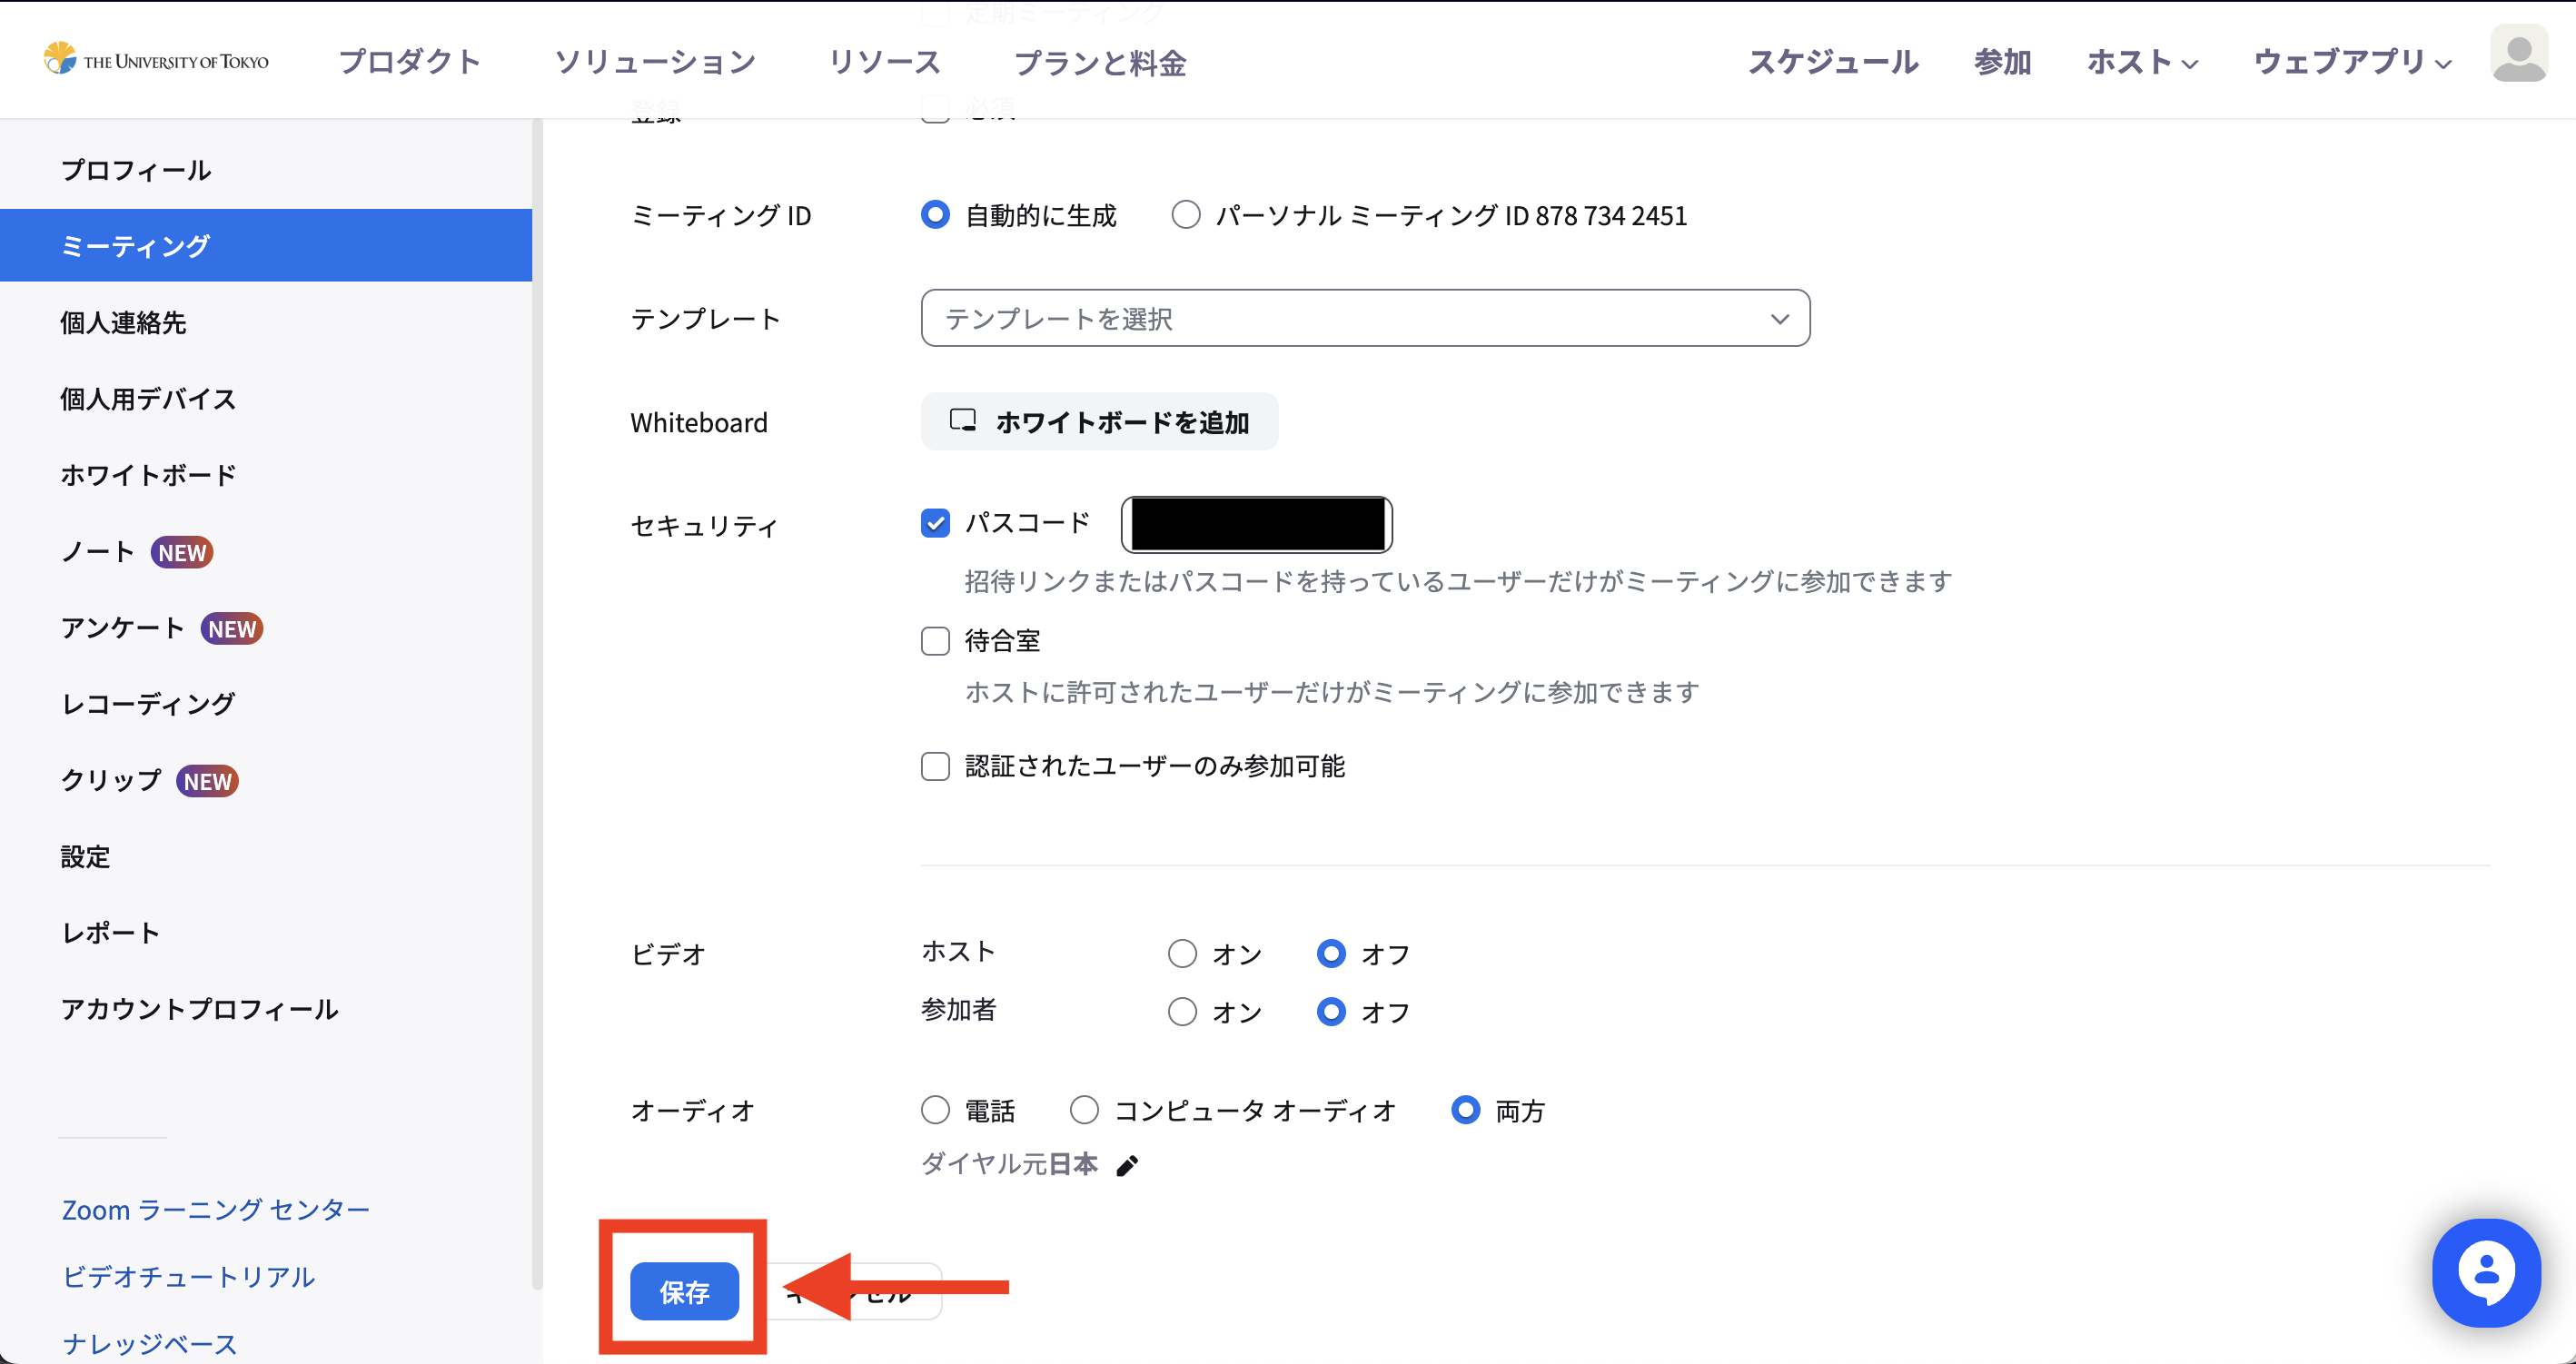 定期ミーティング
THE UNIVERSITY OF TOKYO プロダクト ソリューション リソース プランと料金 スケジュール 参加 ホスト ウェブアプリ
登録 必須
プロフィール
ミーティング
個人連絡先
個人用デバイス
ホワイトボード
ノート NEW
アンケート NEW
レコーディング
クリップ NEW
設定
レポート
アカウントプロフィール
Zoom ラーニング センター
ビデオチュートリアル
ナレッジベース
ミーティング ID 自動的に生成 パーソナル ミーティング ID 878 734 2451
テンプレート テンプレートを選択
Whiteboard ホワイトボードを追加
セキュリティ パスコード
招待リンクまたはパスコードを持っているユーザーだけがミーティングに参加できます
待合室
ホストに許可されたユーザーだけがミーティングに参加できます
認証されたユーザーのみ参加可能
ビデオ ホスト オン オフ
参加者 オン オフ
オーディオ 電話 コンピュータ オーディオ 両方
ダイヤル元日本
保存